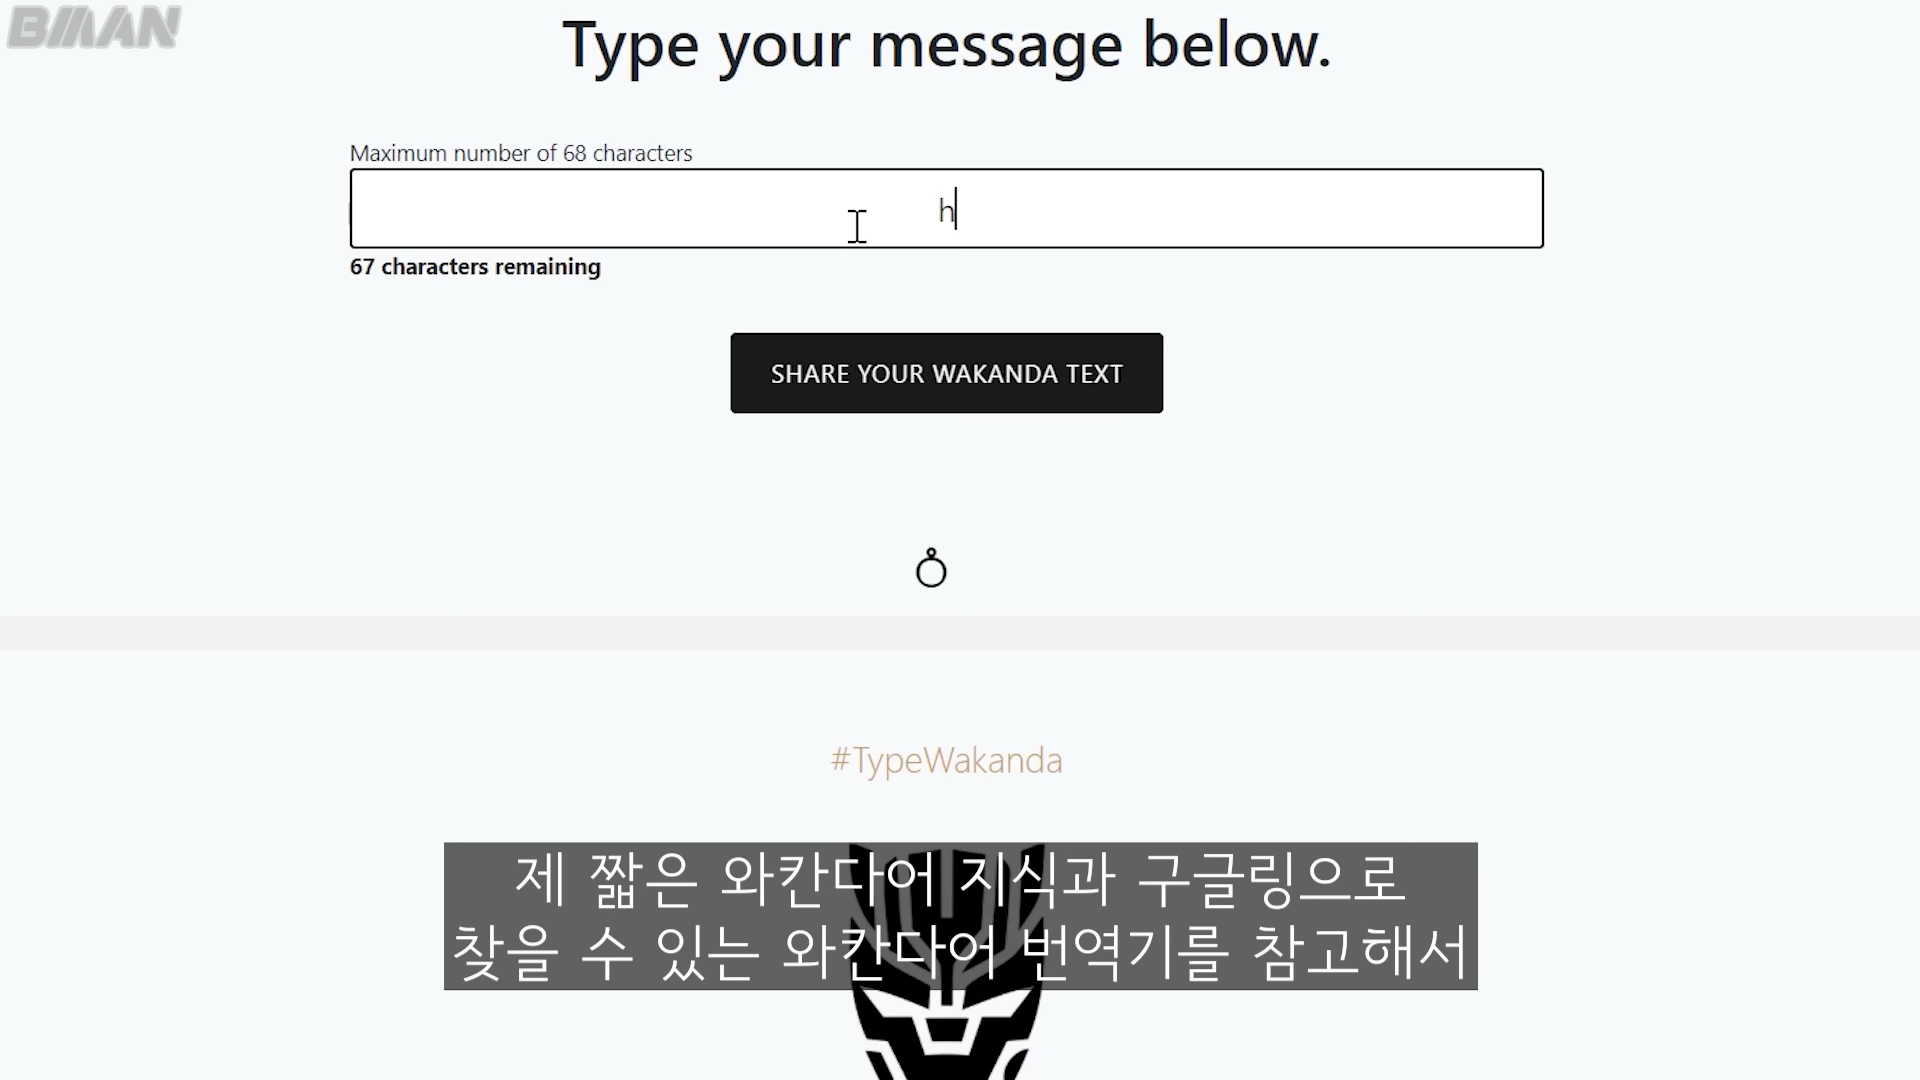 BMAN
Type your message below.
Maximum number of 68 characters
h
67 characters remaining
SHARE YOUR WAKANDA TEXT
#TypeWakanda
제 짧은 와칸다어 지식과 구글링으로
찾을 수 있는 와칸다어 번역기를 참고해서